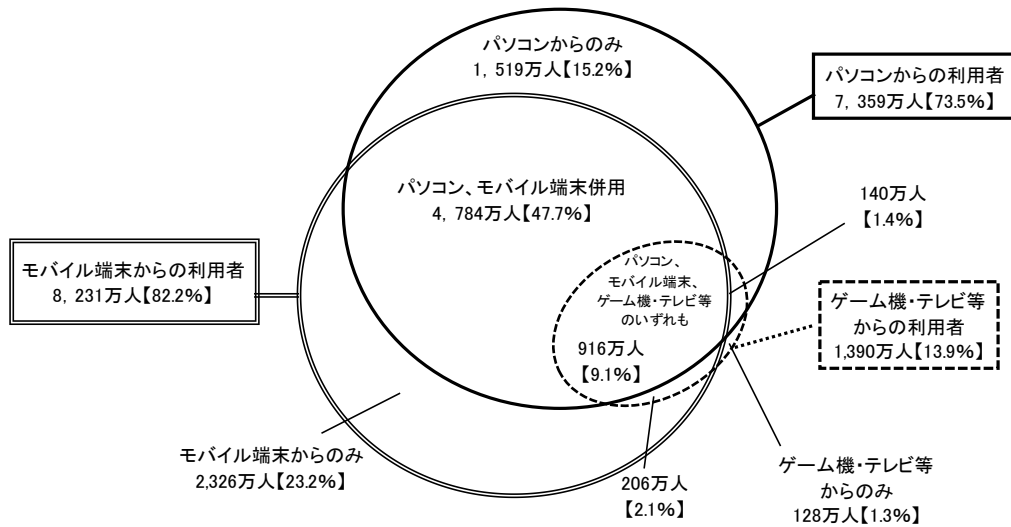 パソコンからのみ
1, 519万人【15.2%】
パソコンからの利用者
7, 359万人【73.5%】
パソコン、モバイル端末併用
4, 784万人【47.7%】
140万人
【1.4%】
モバイル端末からの利用者
8, 231万人【82.2%】
パソコン、
モバイル端末、
ゲーム機・テレビ等
のいずれも
916万人
【9.1%】
ゲーム機・テレビ等
からの利用者
1,390万人【13.9%】
モバイル端末からのみ
2,326万人【23.2%】
206万人
【2.1%】
ゲーム機・テレビ等
からのみ
128万人【1.3%】